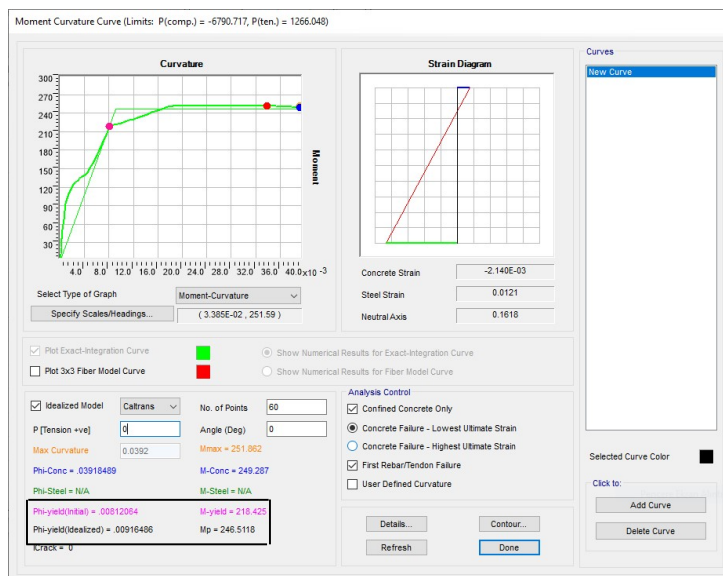 Moment Curvature Curve (Limits: P(comp.) = -6790.717, P(ten.) = 1266.048)
Curvature
300
270
240
210
180
150
120
90
60
30
Moment
4.0 8.0 12.0 16.0 20.0 24.0 28.0 32.0 36.0 40.0 x10 -3
Select Type of Graph
Moment-Curvature
Specify Scales/Headings...
( 3.385E-02 , 251.59 )
Strain Diagram
Concrete Strain
-2.140E-03
Steel Strain
0.0121
Neutral Axis
0.1618
Curves
New Curve
Plot Exact-Integration Curve
Show Numerical Results for Exact-Integration Curve
Plot 3x3 Fiber Model Curve
Show Numerical Results for Fiber Model Curve
Idealized Model
Caltrans
No. of Points
60
P [Tension +ve]
0
Angle (Deg)
0
Max Curvature
0.0392
Mmax = 251.862
Phi-Conc = .03918489
M-Conc = 249.287
Phi-Steel = N/A
M-Steel = N/A
Phi-yield(Initial) = .00812064
M-yield = 218.425
Phi-yield(Idealized) = .00916486
Mp = 246.5118
ICrack = 0
Analysis Control
Confined Concrete Only
Concrete Failure - Lowest Ultimate Strain
Concrete Failure - Highest Ultimate Strain
First Rebar/Tendon Failure
User Defined Curvature
Details...
Contour...
Refresh
Done
Selected Curve Color
Click to:
Add Curve
Delete Curve